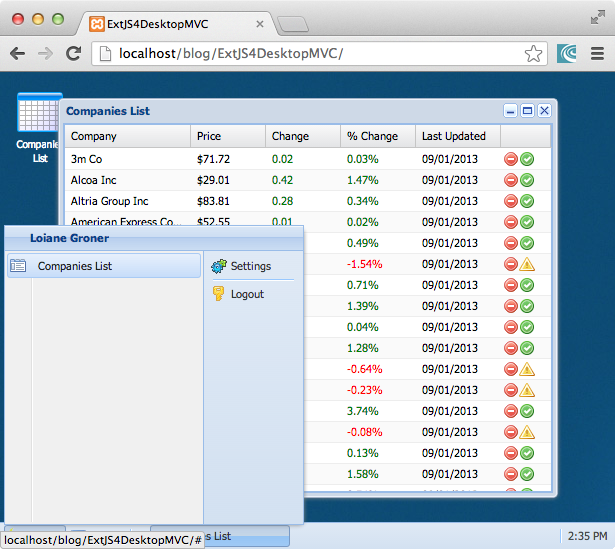 ExtJS4DesktopMVC
localhost/blog/ExtJS4DesktopMVC/
Companies List
Company Price Change % Change Last Updated
3m Co $71.72 0.02 0.03% 09/01/2013
Alcoa Inc $29.01 0.42 1.47% 09/01/2013
Altria Group Inc $83.81 0.28 0.34% 09/01/2013
American Express Co... $52.55 0.01 0.02% 09/01/2013
0.49% 09/01/2013
-1.54% 09/01/2013
0.71% 09/01/2013
1.39% 09/01/2013
0.04% 09/01/2013
1.28% 09/01/2013
-0.64% 09/01/2013
-0.23% 09/01/2013
3.74% 09/01/2013
-0.08% 09/01/2013
0.13% 09/01/2013
1.58% 09/01/2013
List
Loiane Groner
Companies List
Settings
Logout
localhost/blog/ExtJS4DesktopMVC/#
List
2:35 PM